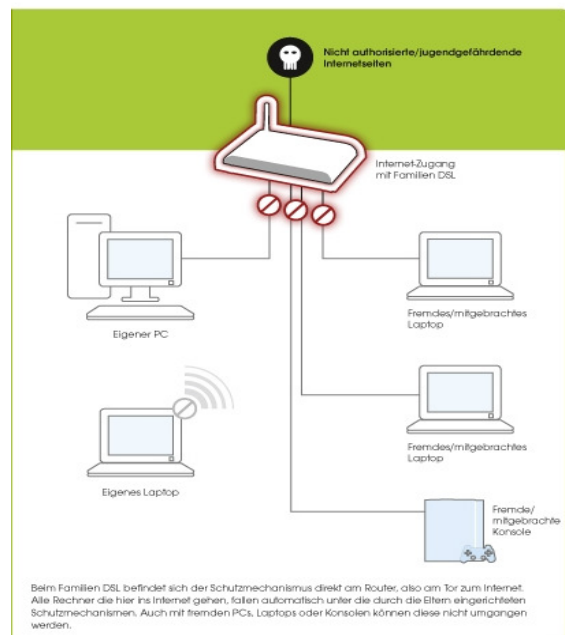 Nicht authorisierte/jugendgefährdende
Internetseiten
Internet-Zugang
mit Familien DSL
Eigener PC
Fremdes/mitgebrachtes
Laptop
Fremdes/mitgebrachtes
Laptop
Eigenes Laptop
Fremde/
mitgebrachte
Konsole
Beim Familien DSL befindet sich der Schutzmechanismus direkt am Router, also am Tor zum Internet.
Alle Rechner die hier ins Internet gehen, fallen automatisch unter die durch die Eltern eingerichteten
Schutzmechanismen. Auch mit fremden PCs, Laptops oder Konsolen können diese nicht umgangen
werden.